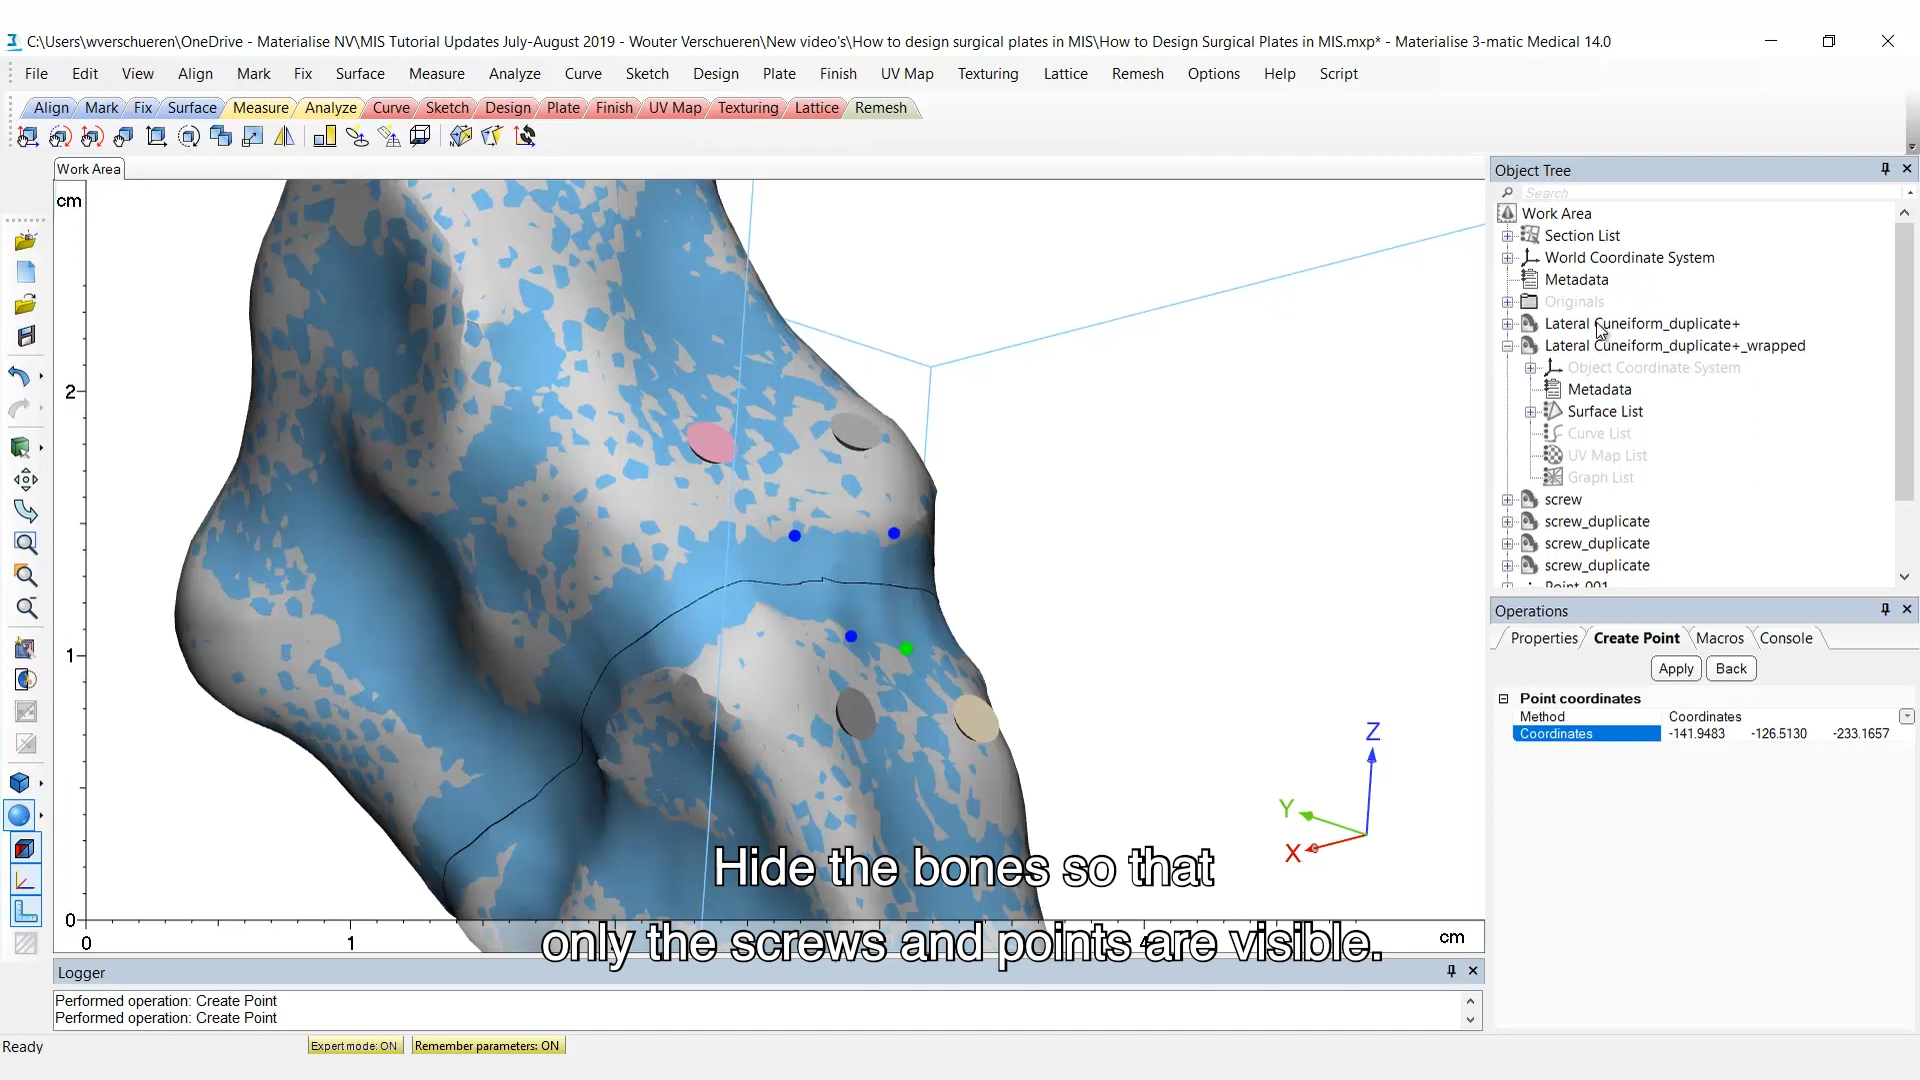 C:\Users\wverschueren\OneDrive - Materialise NV\MIS Tutorial Updates July-August 2019 - Wouter Verschueren\New video's\How to design surgical plates in MIS\How to Design Surgical Plates in MIS.mxp* - Materialise 3-matic Medical 14.0
File Edit View Align Mark Fix Surface Measure Analyze Curve Sketch Design Plate Finish UV Map Texturing Lattice Remesh Options Help Script
Align Mark Fix Surface Measure Analyze Curve Sketch Design Plate Finish UV Map Texturing Lattice Remesh
Work Area
cm
2
1
0
0 1 4 cm
Z
Y
X
Hide the bones so that
only the screws and points are visible.
Object Tree
Search
Work Area
Section List
World Coordinate System
Metadata
Originals
Lateral Cuneiform_duplicate+
Lateral Cuneiform_duplicate+_wrapped
Object Coordinate System
Metadata
Surface List
Curve List
UV Map List
Graph List
screw
screw_duplicate
screw_duplicate
screw_duplicate
Point_001
Operations
Properties Create Point Macros Console
Apply Back
Point coordinates
Method Coordinates
Coordinates -141.9483 -126.5130 -233.1657
Logger
Performed operation: Create Point
Performed operation: Create Point
Ready Expert mode: ON Remember parameters: ON